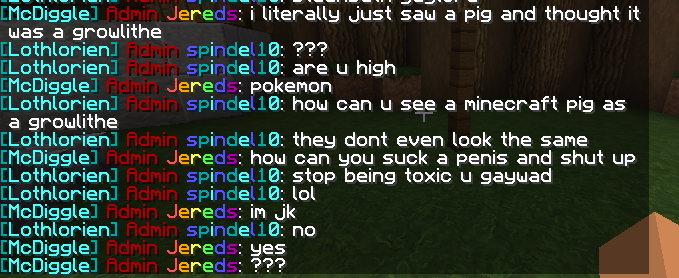 [McDiggle] Admin Jereds: i literally just saw a pig and thought it
was a growlithe
[Lothlorien] Admin spindel10: ???
[Lothlorien] Admin spindel10: are u high
[McDiggle] Admin Jereds: pokemon
[Lothlorien] Admin spindel10: how can u see a minecraft pig as
a growlithe
[Lothlorien] Admin spindel10: they dont even look the same
[McDiggle] Admin Jereds: how can you suck a penis and shut up
[Lothlorien] Admin spindel10: stop being toxic u gaywad
[Lothlorien] Admin spindel10: lol
[McDiggle] Admin Jereds: im jk
[Lothlorien] Admin spindel10: no
[McDiggle] Admin Jereds: yes
[McDiggle] Admin Jereds: ???